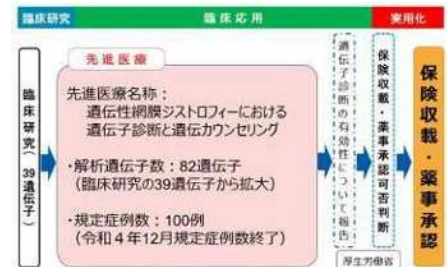 臨床研究
臨床応用
実用化
臨床研究（39遺伝子）
先進医療
先進医療名称：
遺伝性網膜ジストロフィーにおける
遺伝子診断と遺伝カウンセリング
・解析遺伝子数：82遺伝子
（臨床研究の39遺伝子から拡大）
・規定症例数：100例
（令和４年12月規定症例数終了）
遺伝子診断の有効性について報告
保険収載・薬事承認可否判断
厚生労働省
保険収載・薬事承認